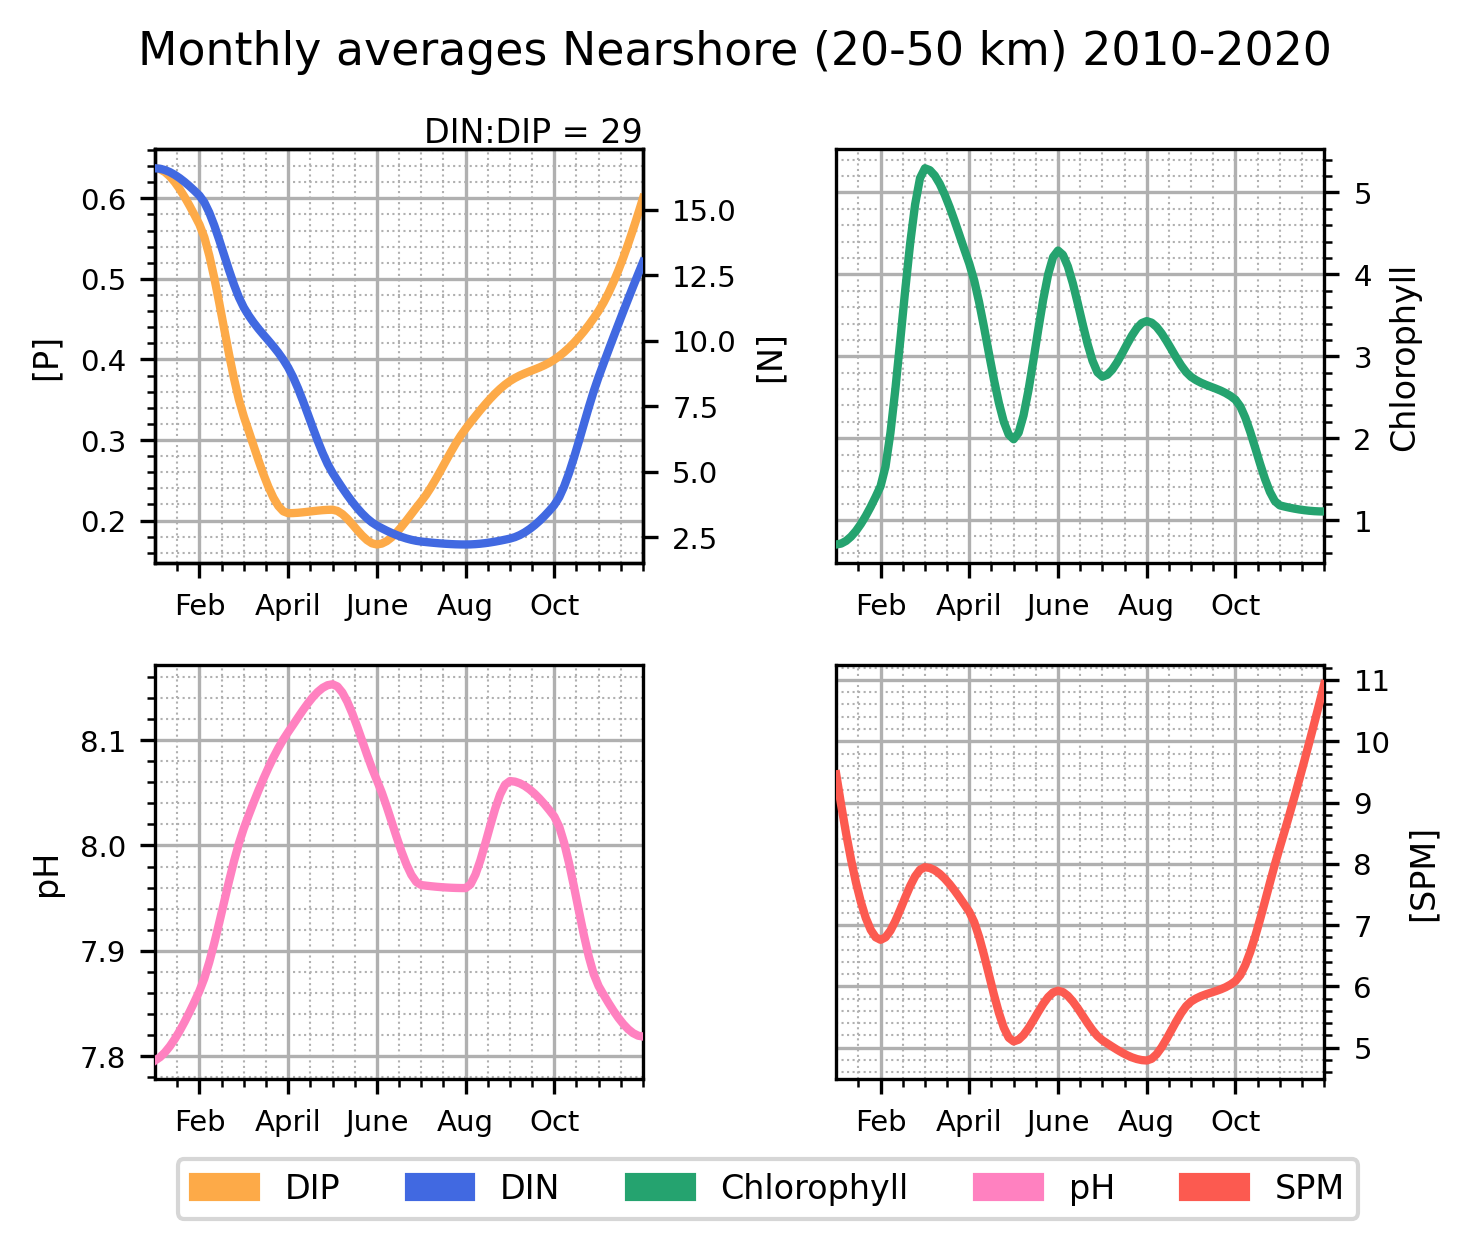 Monthly averages Nearshore (20-50 km) 2010-2020
DIN:DIP = 29
[P]
0.6
0.5
0.4
0.3
0.2
15.0
12.5
10.0
7.5
5.0
2.5
[N]
Feb April June Aug Oct
5
4
3
2
1
Chlorophyll
Feb April June Aug Oct
pH
8.1
8.0
7.9
7.8
Feb April June Aug Oct
11
10
9
8
7
6
5
[SPM]
Feb April June Aug Oct
DIP DIN Chlorophyll pH SPM